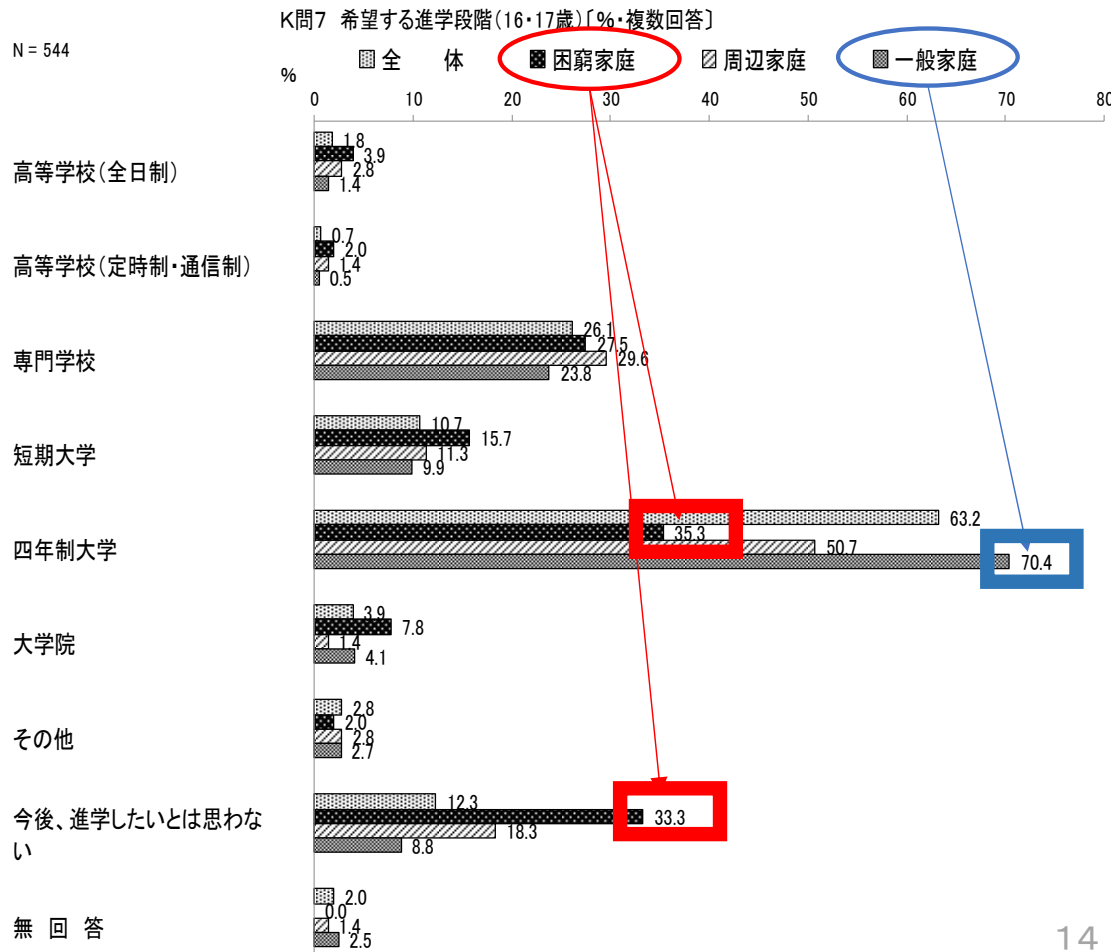 K問7 希望する進学段階(16・17歳)〔%・複数回答〕
N = 544
全 体 困窮家庭 周辺家庭 一般家庭
%
0 10 20 30 40 50 60 70 80
高等学校(全日制)
1.8
3.9
2.8
1.4
高等学校(定時制・通信制)
0.7
2.0
1.4
0.5
専門学校
26.1
27.5
29.6
23.8
短期大学
10.7
15.7
11.3
9.9
四年制大学
63.2
35.3
50.7
70.4
大学院
3.9
7.8
1.4
4.1
その他
2.8
2.0
2.8
2.7
今後、進学したいとは思わな
い
12.3
33.3
18.3
8.8
無 回 答
2.0
0.0
1.4
2.5
14